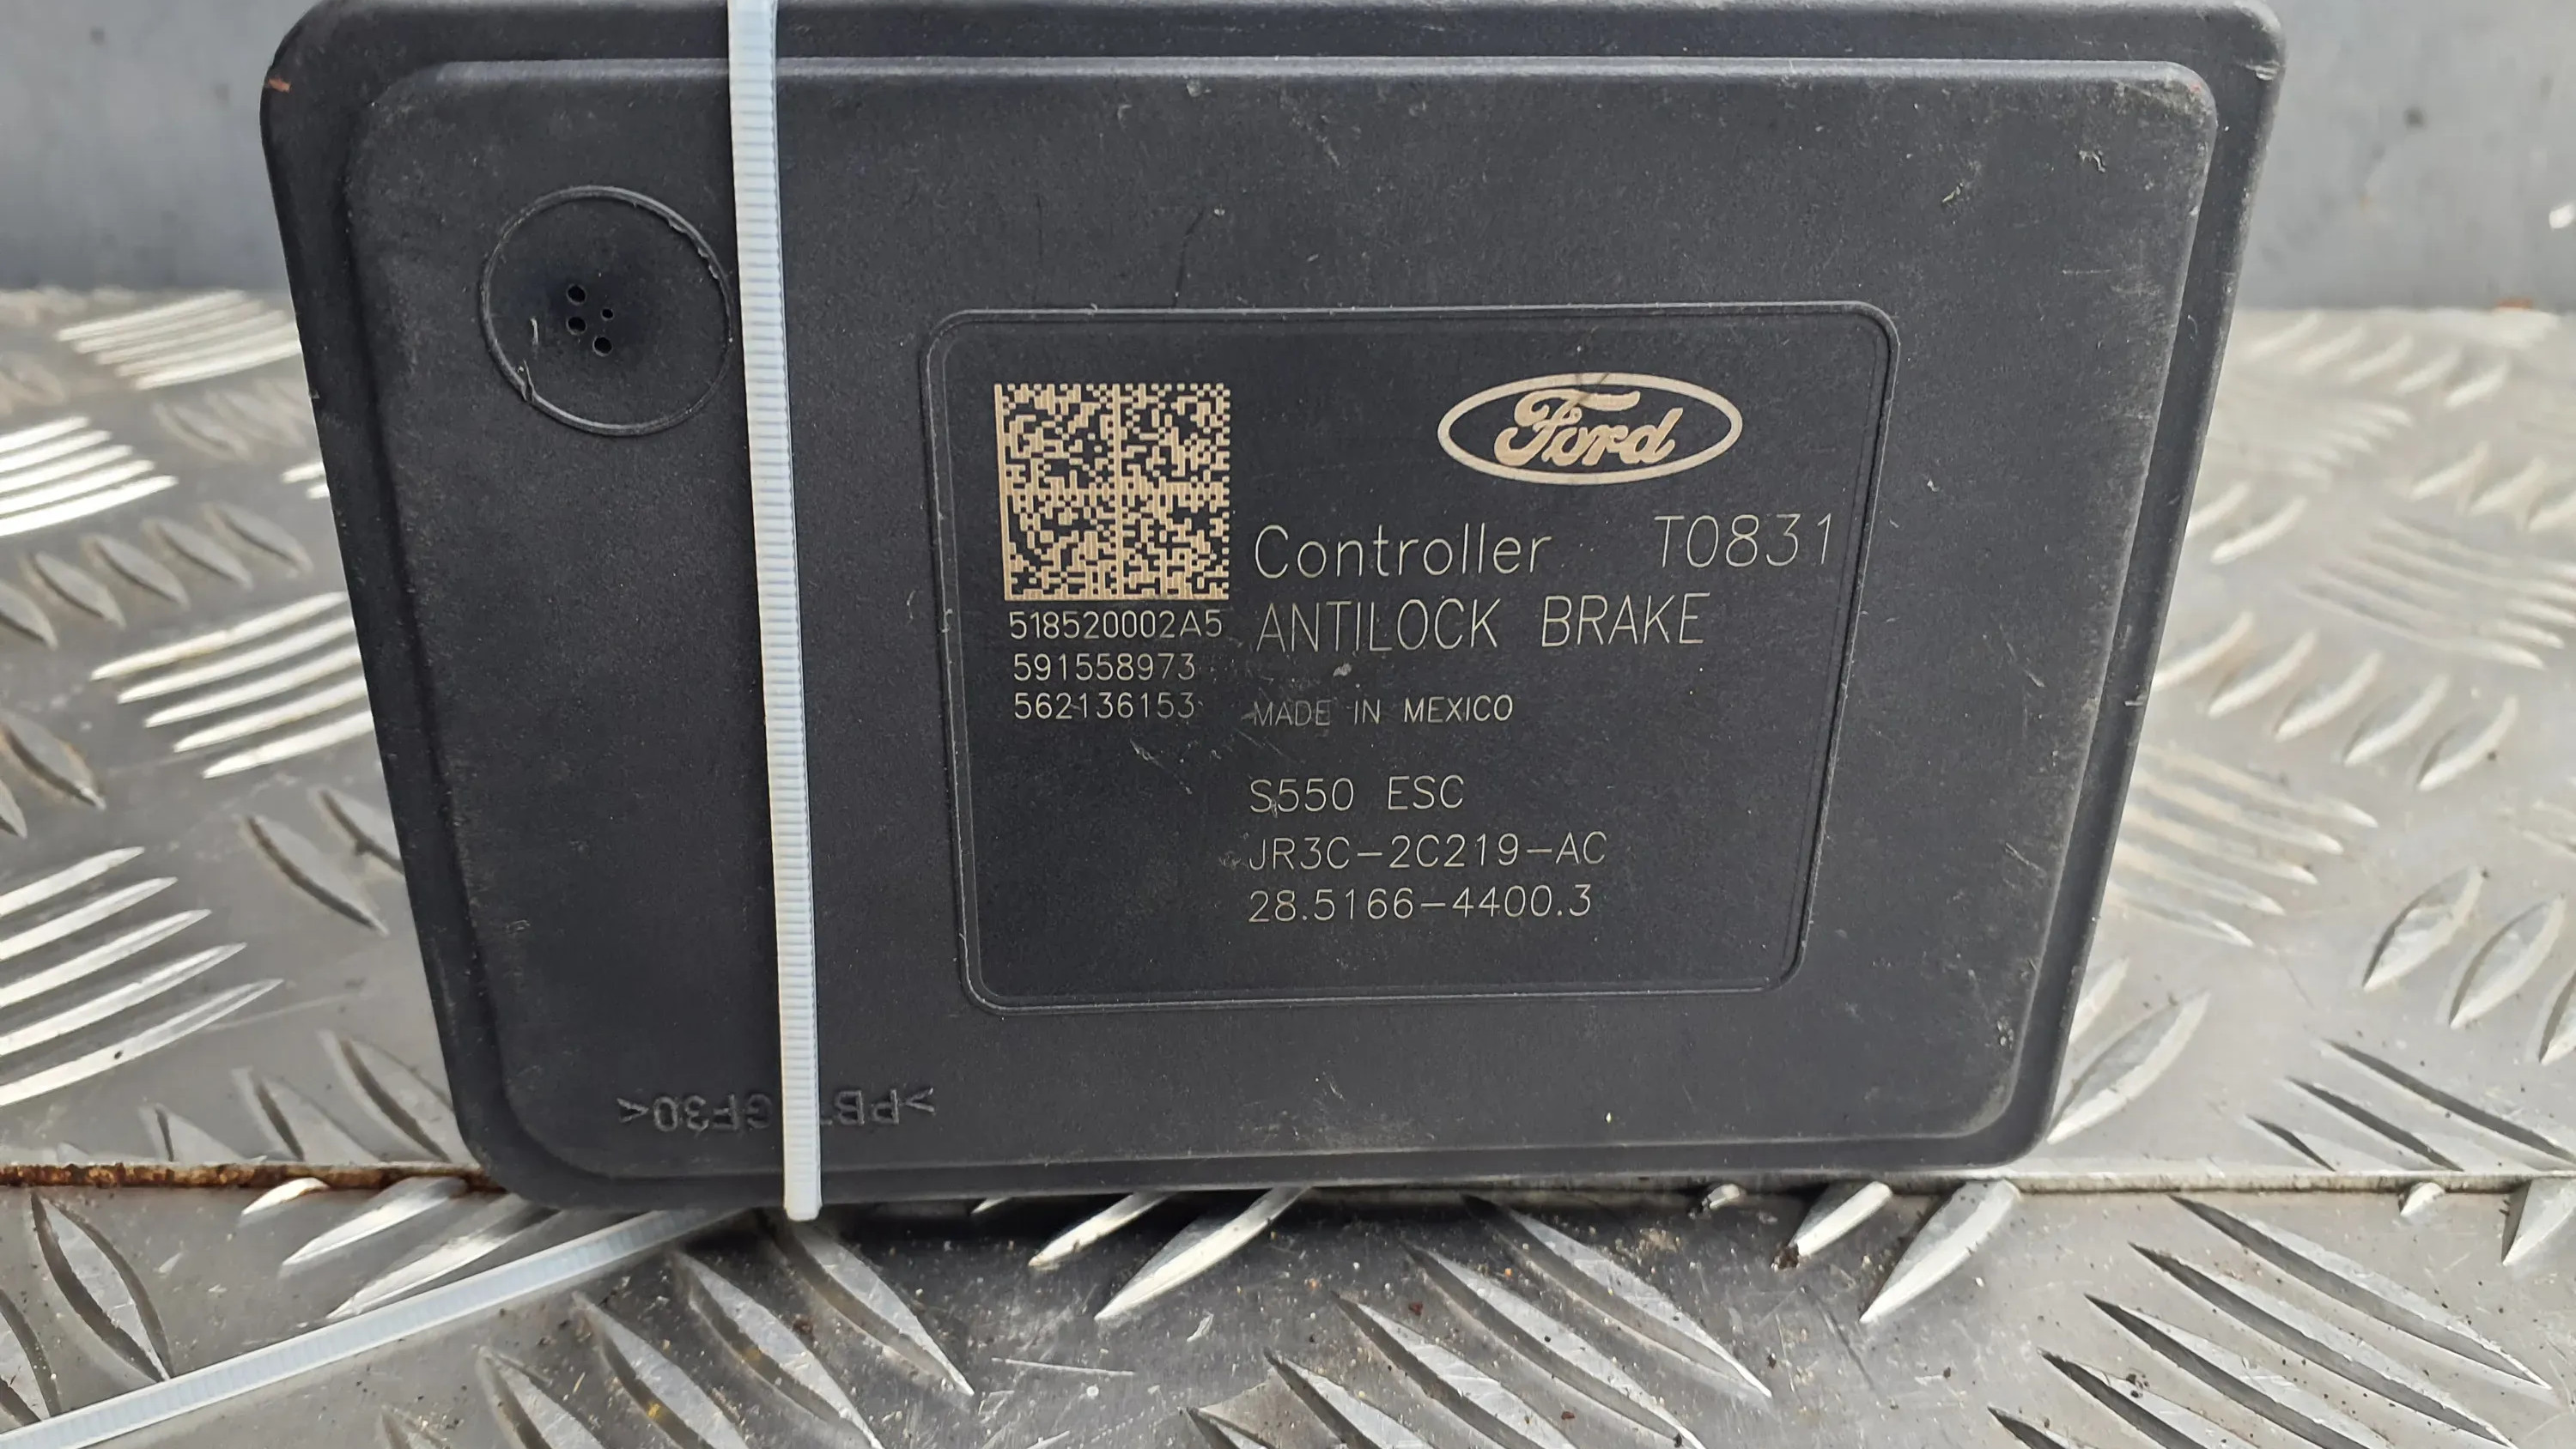 Ford
Controller T0831
ANTILOCK BRAKE
518520002A5
591558973
562136153
MADE IN MEXICO
S550 ESC
JR3C-2C219-AC
28.5166-4400.3